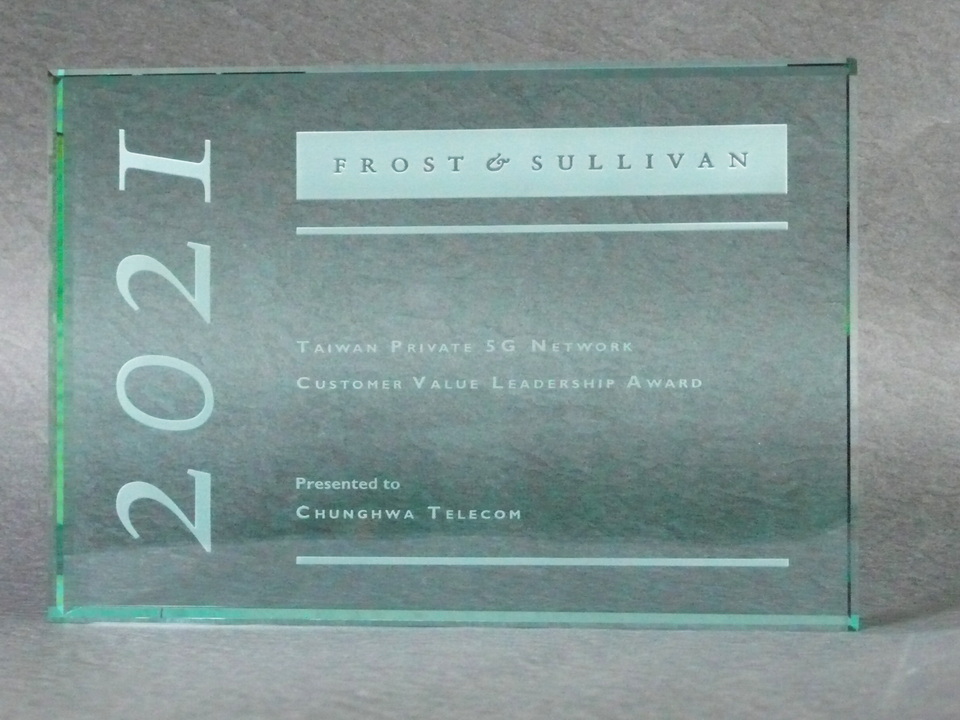 2021
FROST & SULLIVAN
TAIWAN PRIVATE 5G NETWORK
CUSTOMER VALUE LEADERSHIP AWARD
Presented to
CHUNGHWA TELECOM